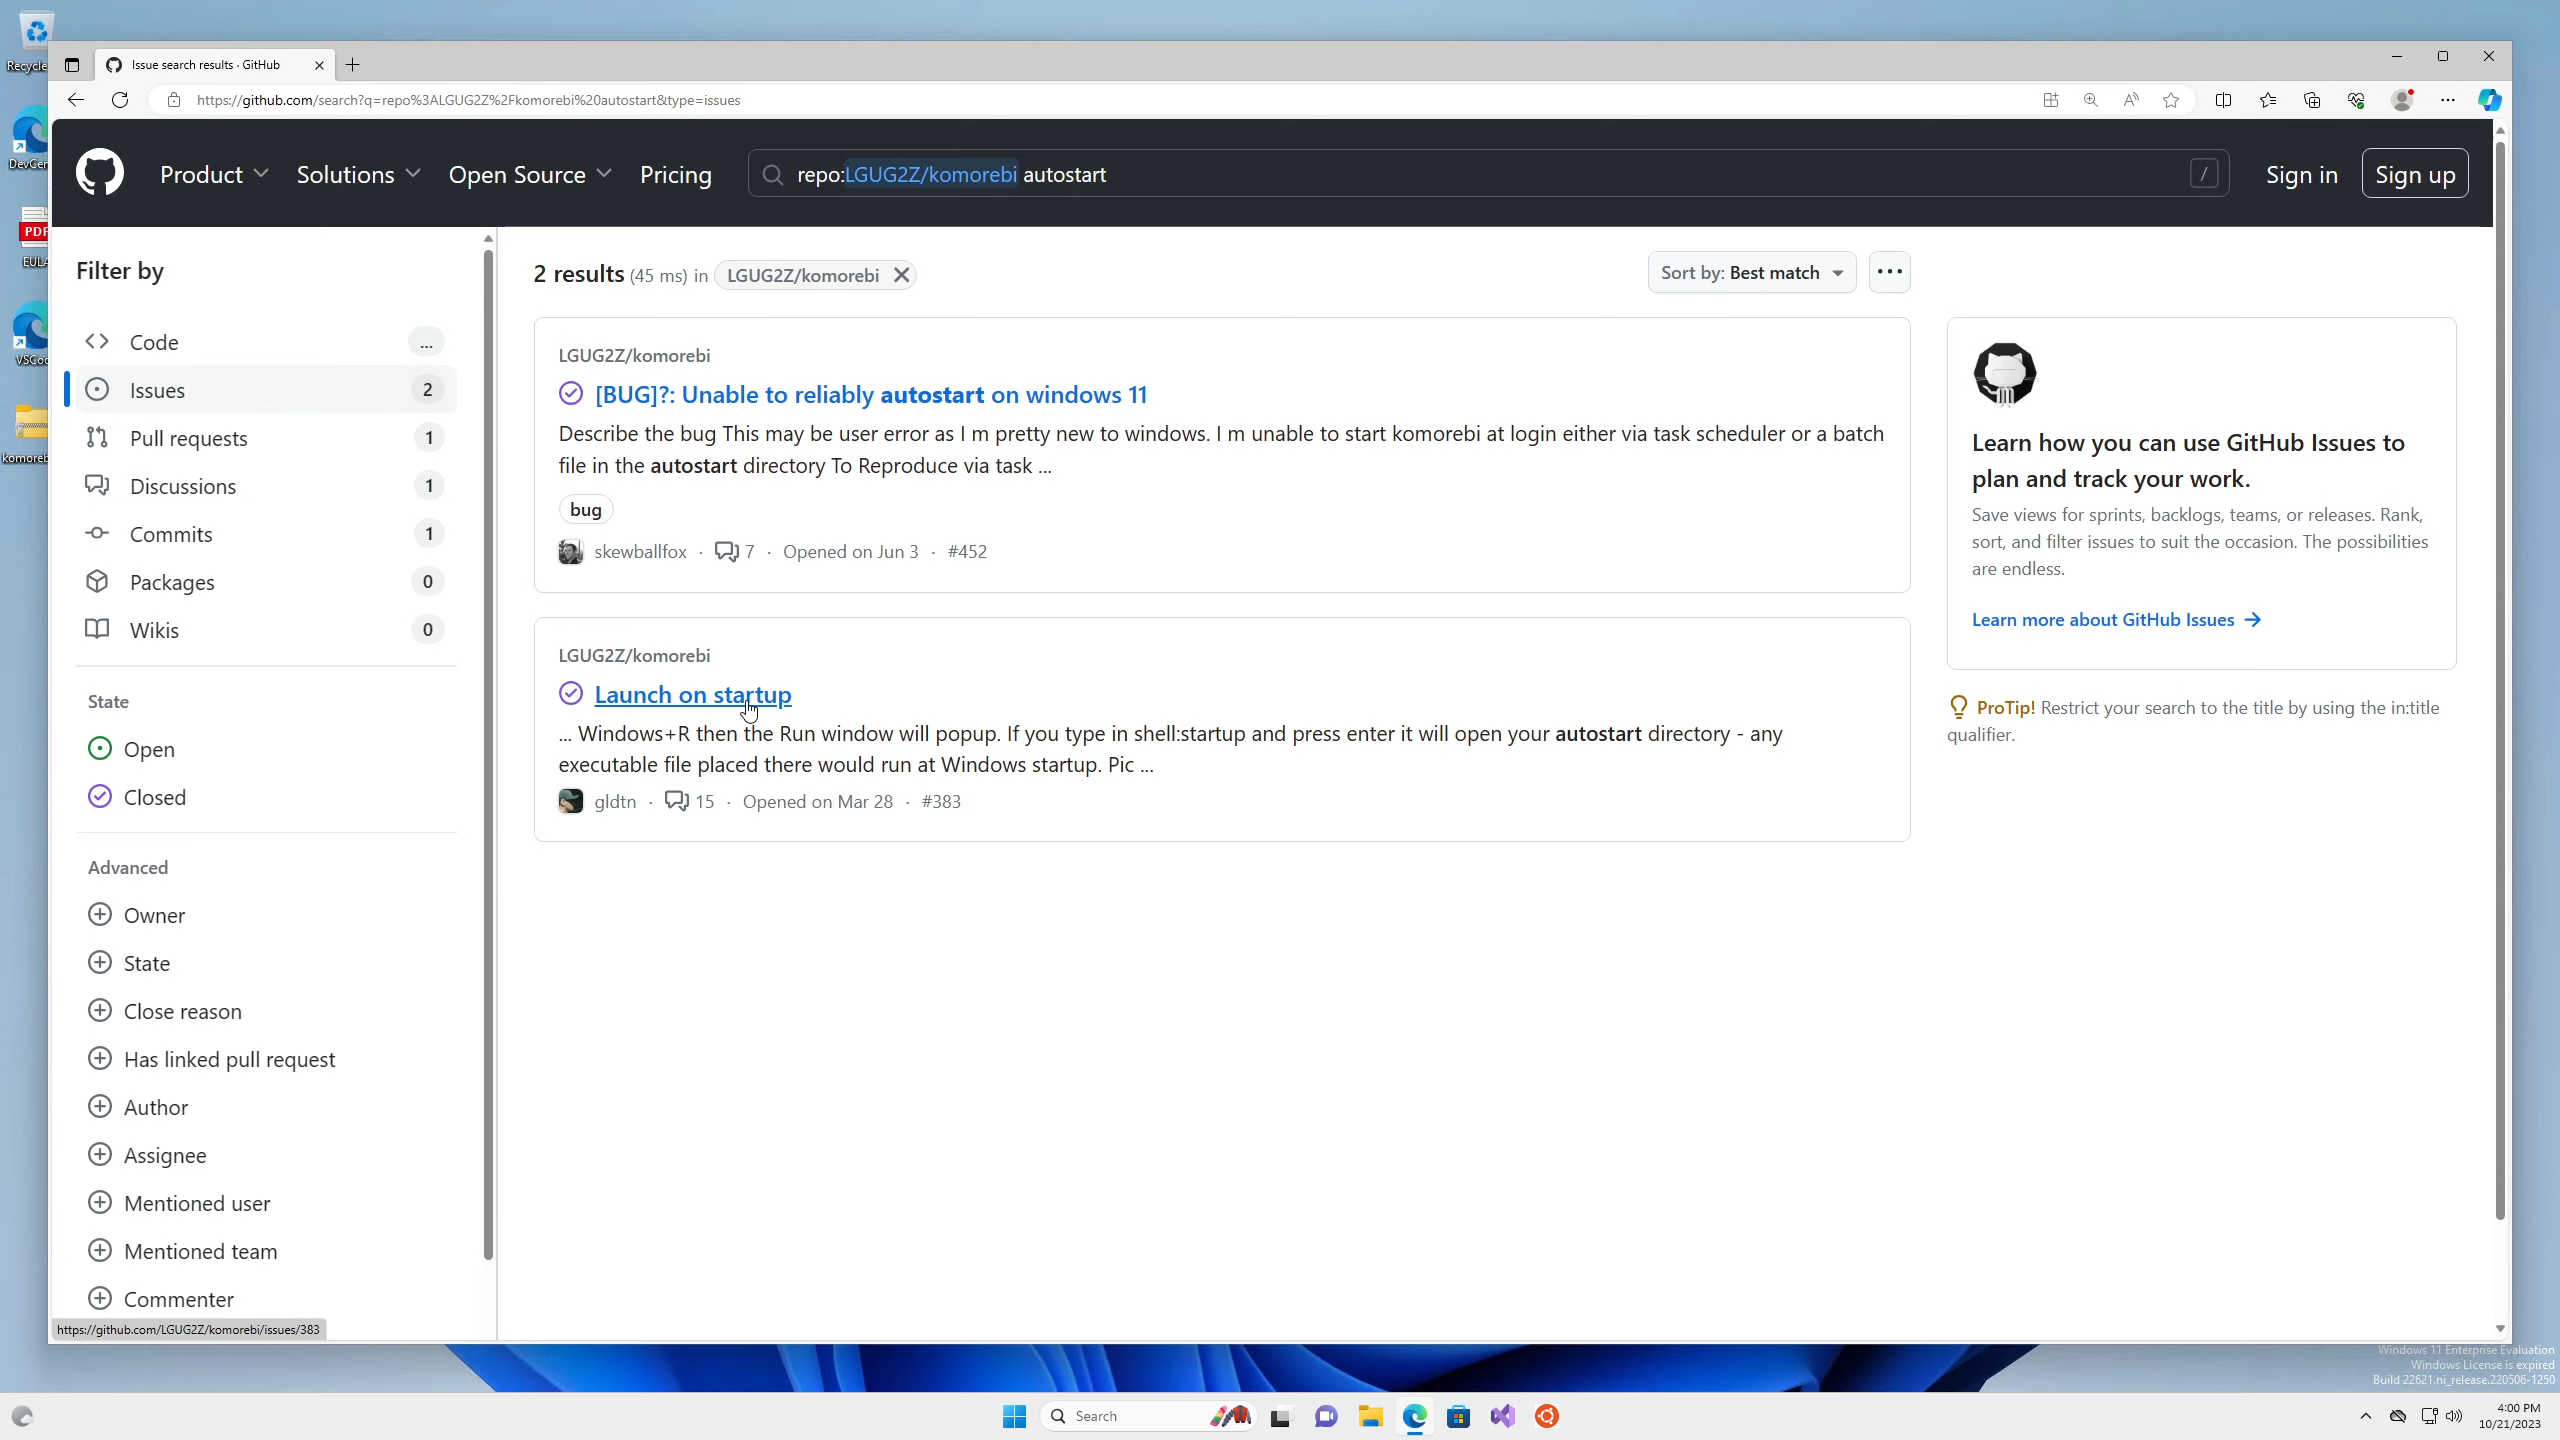 Recycle
Issue search results · GitHub
https://github.com/search?q=repo%3ALGUG2Z%2Fkomorebi%20autostart&type=issues
DevCen
PDF
EULA
VSCod
komoreb
Product
Solutions
Open Source
Pricing
repo:LGUG2Z/komorebi autostart
/
Sign in
Sign up
Filter by
Code
...
Issues
2
Pull requests
1
Discussions
1
Commits
1
Packages
0
Wikis
0
State
Open
Closed
Advanced
Owner
State
Close reason
Has linked pull request
Author
Assignee
Mentioned user
Mentioned team
Commenter
https://github.com/LGUG2Z/komorebi/issues/383
2 results (45 ms) in LGUG2Z/komorebi
Sort by: Best match
LGUG2Z/komorebi
[BUG]?: Unable to reliably autostart on windows 11
Describe the bug This may be user error as I m pretty new to windows. I m unable to start komorebi at login either via task scheduler or a batch
file in the autostart directory To Reproduce via task ...
bug
skewballfox · 7 · Opened on Jun 3 · #452
LGUG2Z/komorebi
Launch on startup
... Windows+R then the Run window will popup. If you type in shell:startup and press enter it will open your autostart directory - any
executable file placed there would run at Windows startup. Pic ...
gldtn · 15 · Opened on Mar 28 · #383
Learn how you can use GitHub Issues to
plan and track your work.
Save views for sprints, backlogs, teams, or releases. Rank,
sort, and filter issues to suit the occasion. The possibilities
are endless.
Learn more about GitHub Issues →
ProTip! Restrict your search to the title by using the in:title
qualifier.
Windows 11 Enterprise Evaluation
Windows License is expired
Build 22621.ni_release.220506-1250
Search
4:00 PM
10/21/2023